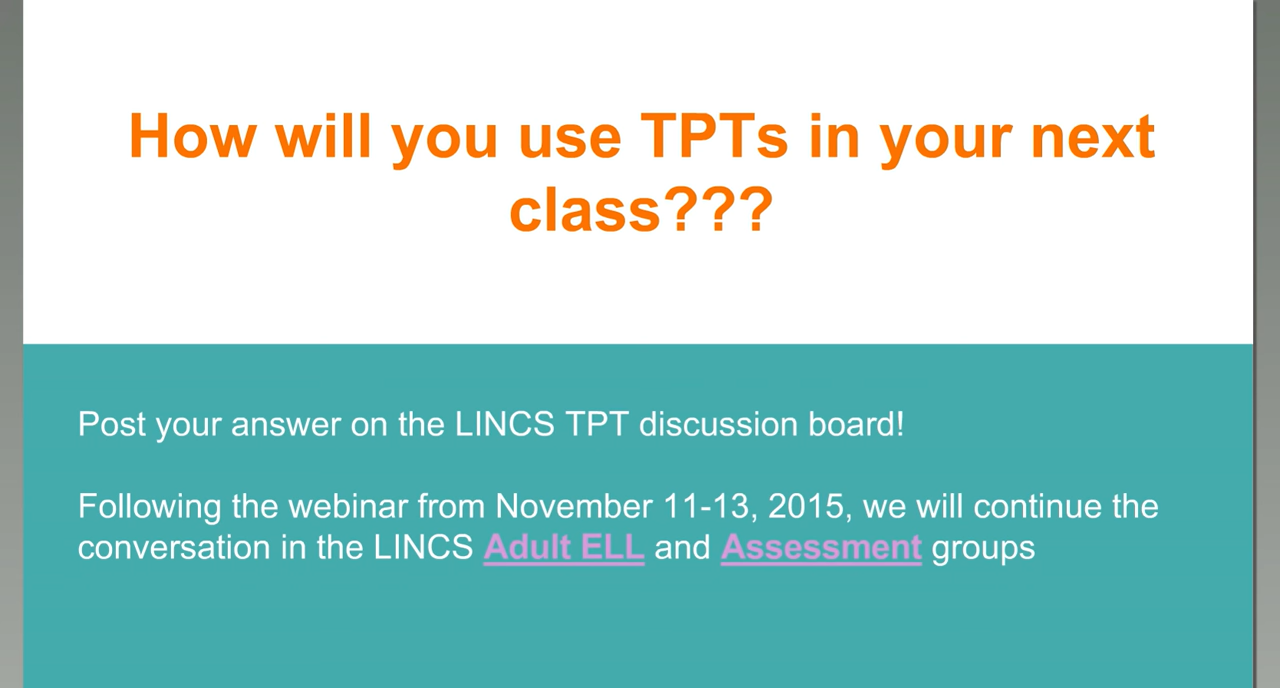 How will you use TPTs in your next
class???
Post your answer on the LINCS TPT discussion board!
Following the webinar from November 11-13, 2015, we will continue the
conversation in the LINCS Adult ELL and Assessment groups